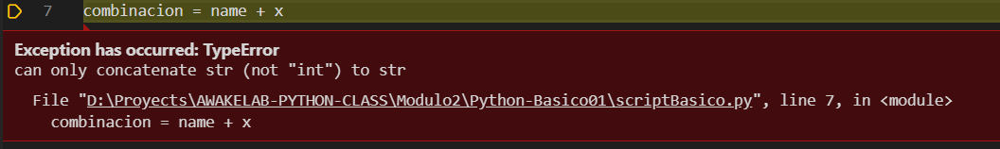 7 combinacion = name + x
Exception has occurred: TypeError
can only concatenate str (not "int") to str
File "D:\Proyects\AWAKELAB-PYTHON-CLASS\Modulo2\Python-Basico01\scriptBasico.py", line 7, in <module>
combinacion = name + x